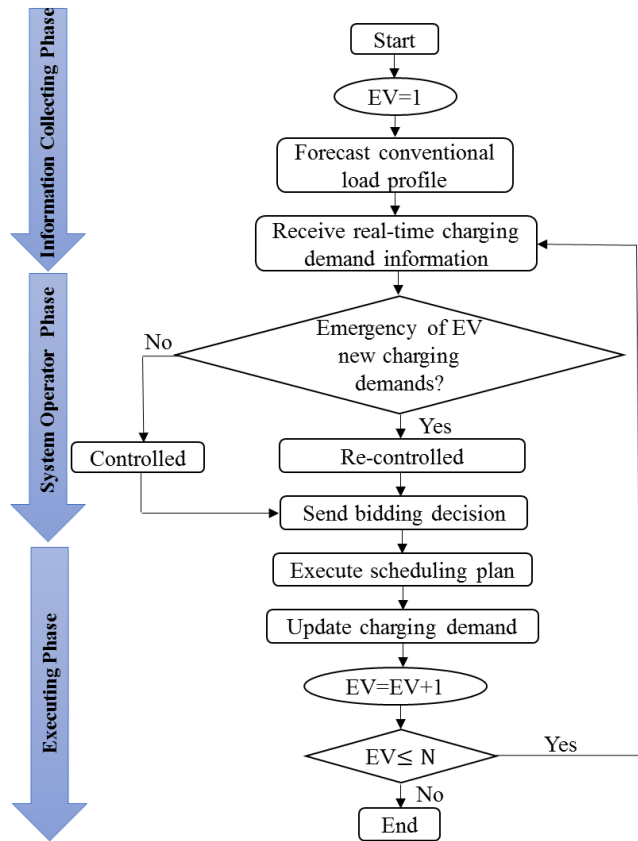 Information Collecting Phase
System Operator Phase
Executing Phase
Start
EV=1
Forecast conventional
load profile
Receive real-time charging
demand information
Emergency of EV
new charging
demands?
No
Yes
Controlled
Re-controlled
Send bidding decision
Execute scheduling plan
Update charging demand
EV=EV+1
EV≤ N
Yes
No
End